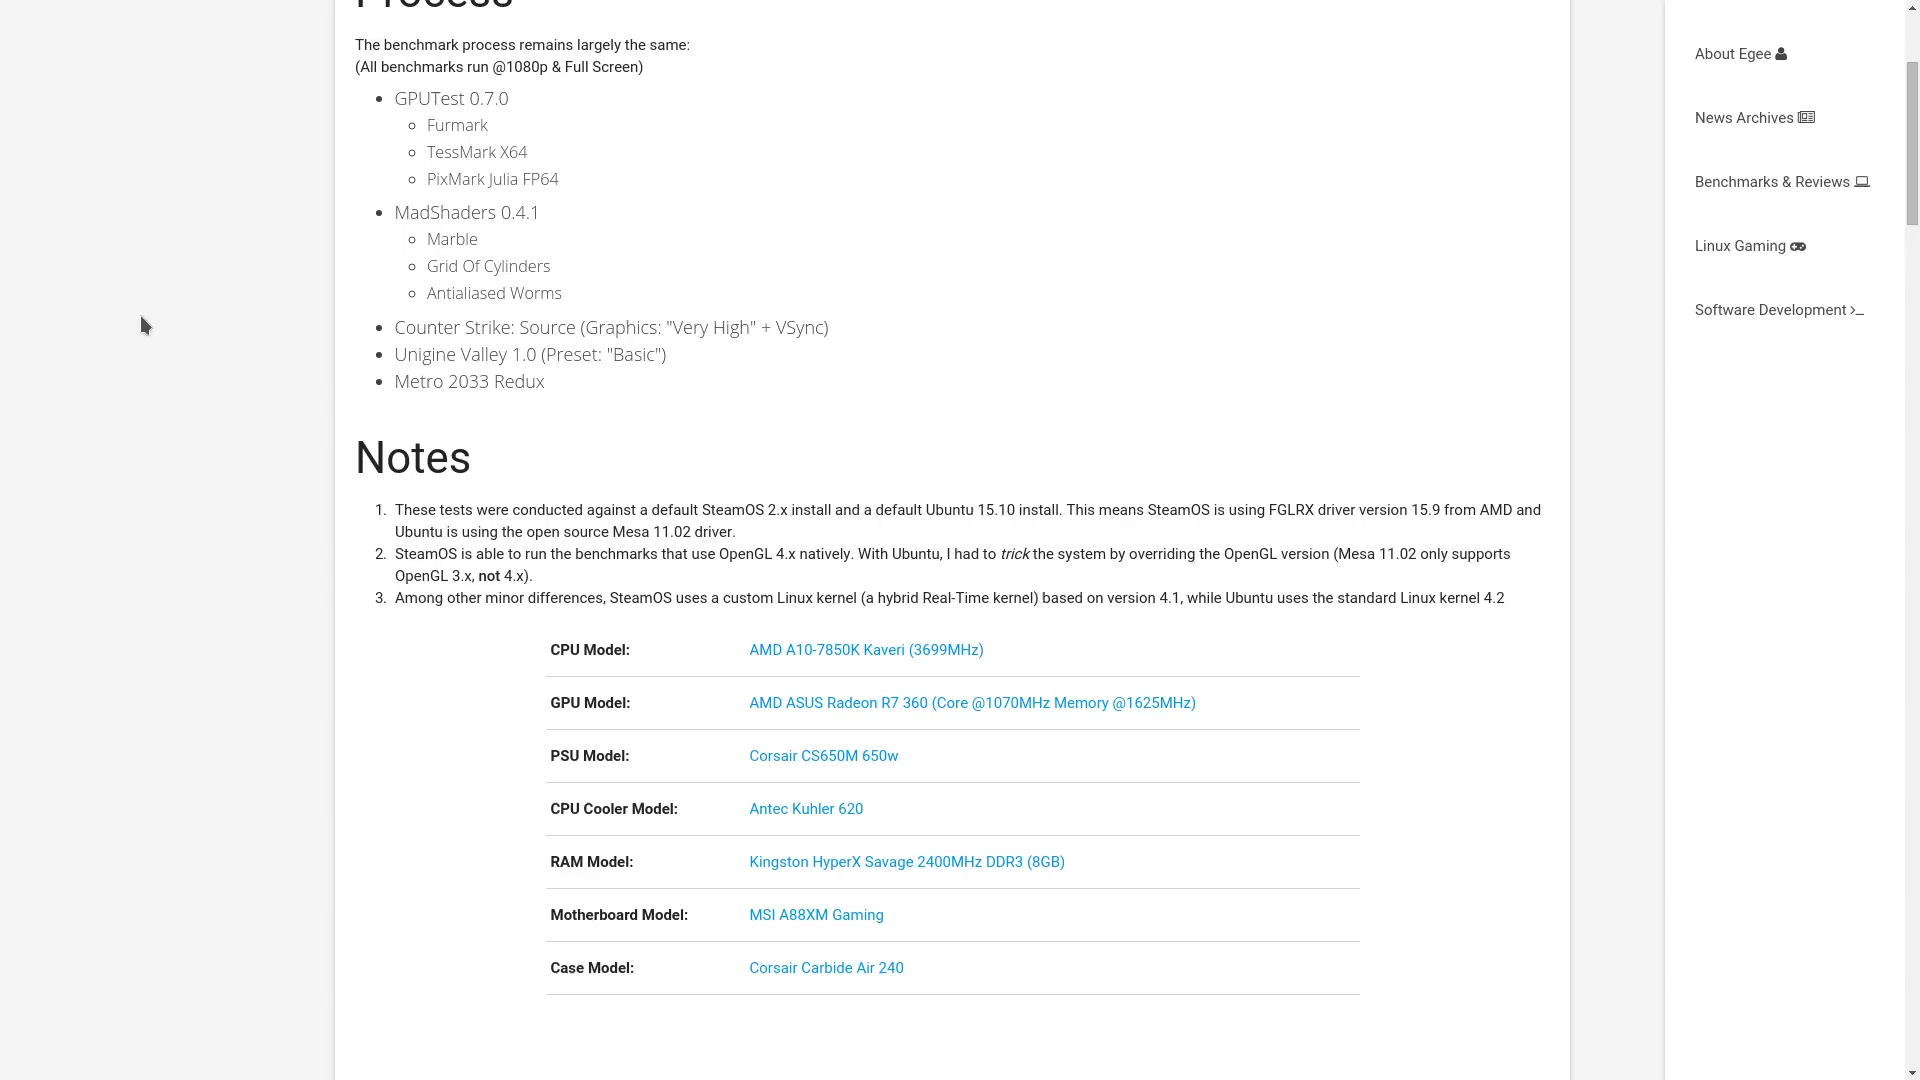 Process
The benchmark process remains largely the same:
(All benchmarks run @1080p & Full Screen)
GPUTest 0.7.0
Furmark
TessMark X64
PixMark Julia FP64
MadShaders 0.4.1
Marble
Grid Of Cylinders
Antialiased Worms
Counter Strike: Source (Graphics: "Very High" + VSync)
Unigine Valley 1.0 (Preset: "Basic")
Metro 2033 Redux
Notes
1. These tests were conducted against a default SteamOS 2.x install and a default Ubuntu 15.10 install. This means SteamOS is using FGLRX driver version 15.9 from AMD and
Ubuntu is using the open source Mesa 11.02 driver.
2. SteamOS is able to run the benchmarks that use OpenGL 4.x natively. With Ubuntu, I had to trick the system by overriding the OpenGL version (Mesa 11.02 only supports
OpenGL 3.x, not 4.x).
3. Among other minor differences, SteamOS uses a custom Linux kernel (a hybrid Real-Time kernel) based on version 4.1, while Ubuntu uses the standard Linux kernel 4.2
CPU Model: AMD A10-7850K Kaveri (3699MHz)
GPU Model: AMD ASUS Radeon R7 360 (Core @1070MHz Memory @1625MHz)
PSU Model: Corsair CS650M 650w
CPU Cooler Model: Antec Kuhler 620
RAM Model: Kingston HyperX Savage 2400MHz DDR3 (8GB)
Motherboard Model: MSI A88XM Gaming
Case Model: Corsair Carbide Air 240
About Egee
News Archives
Benchmarks & Reviews
Linux Gaming
Software Development